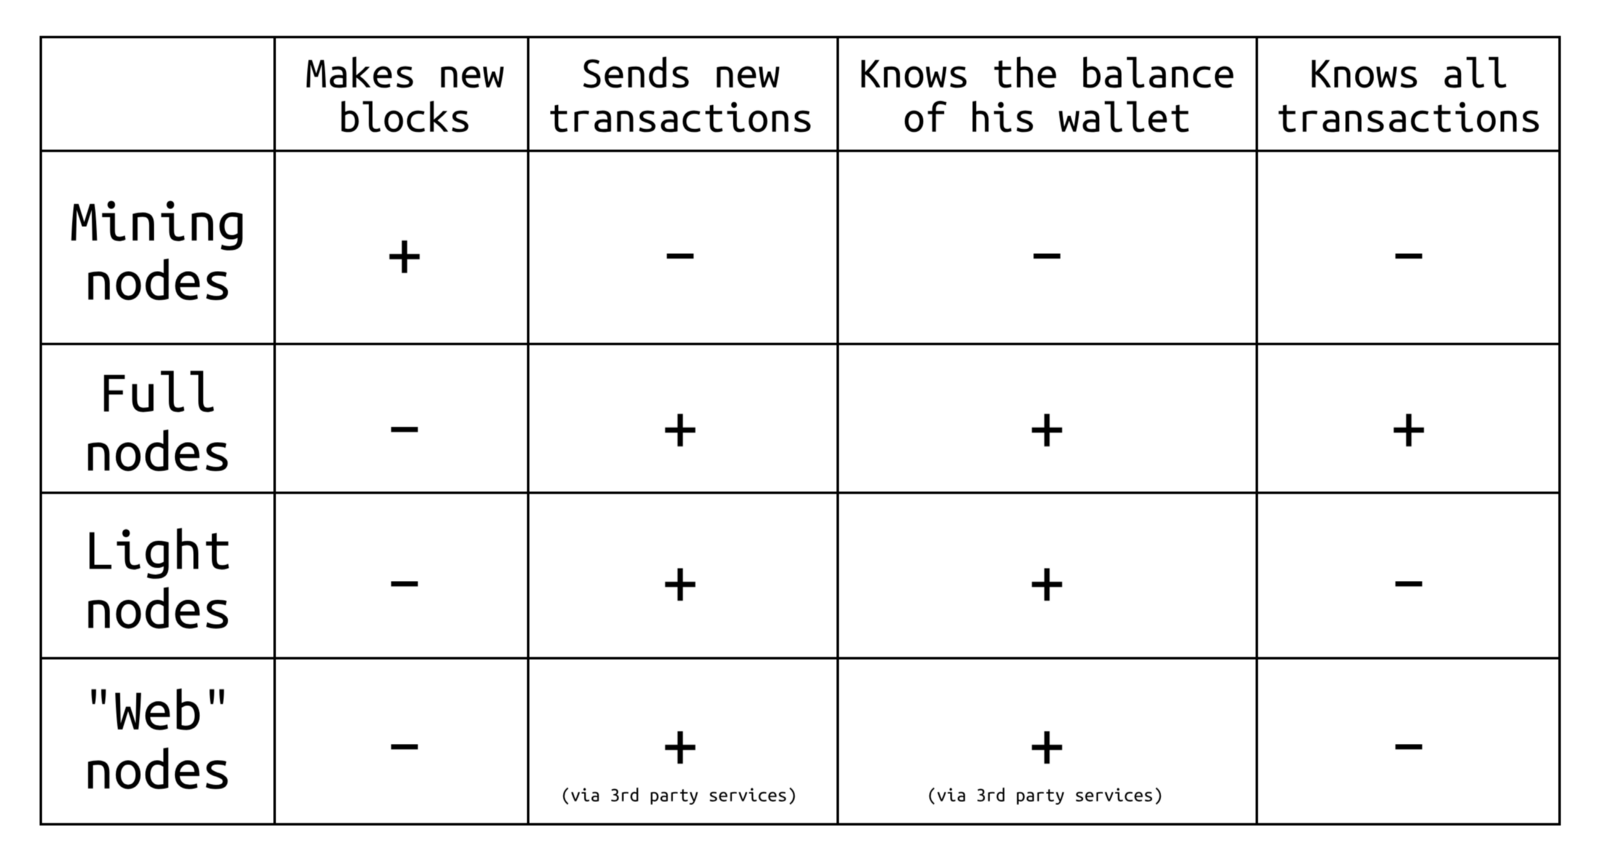 Makes new
blocks
Sends new
transactions
Knows the balance
of his wallet
Knows all
transactions
Mining
nodes
+
-
-
-
Full
nodes
-
+
+
+
Light
nodes
-
+
+
-
"Web"
nodes
-
+
(via 3rd party services)
+
(via 3rd party services)
-